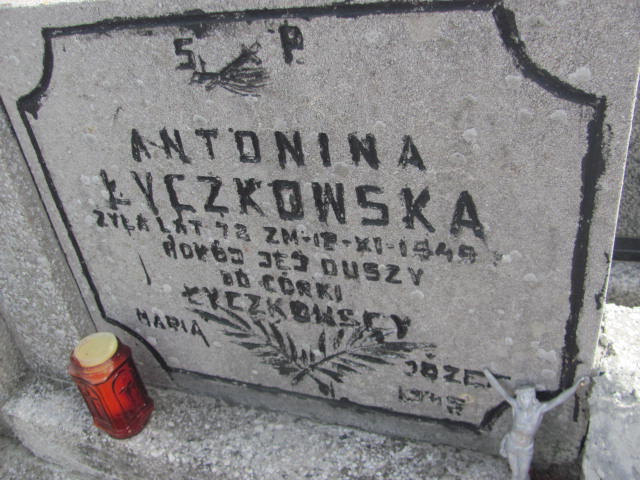 Ś P
ANTONINA
ŁYCZKOWSKA
ŻYŁA LAT 72 ZM-12-XI-1949
POKÓJ JEJ DUSZY
OD CÓRKI
ŁYCZKOWSCY
MARIA
JÓZEF